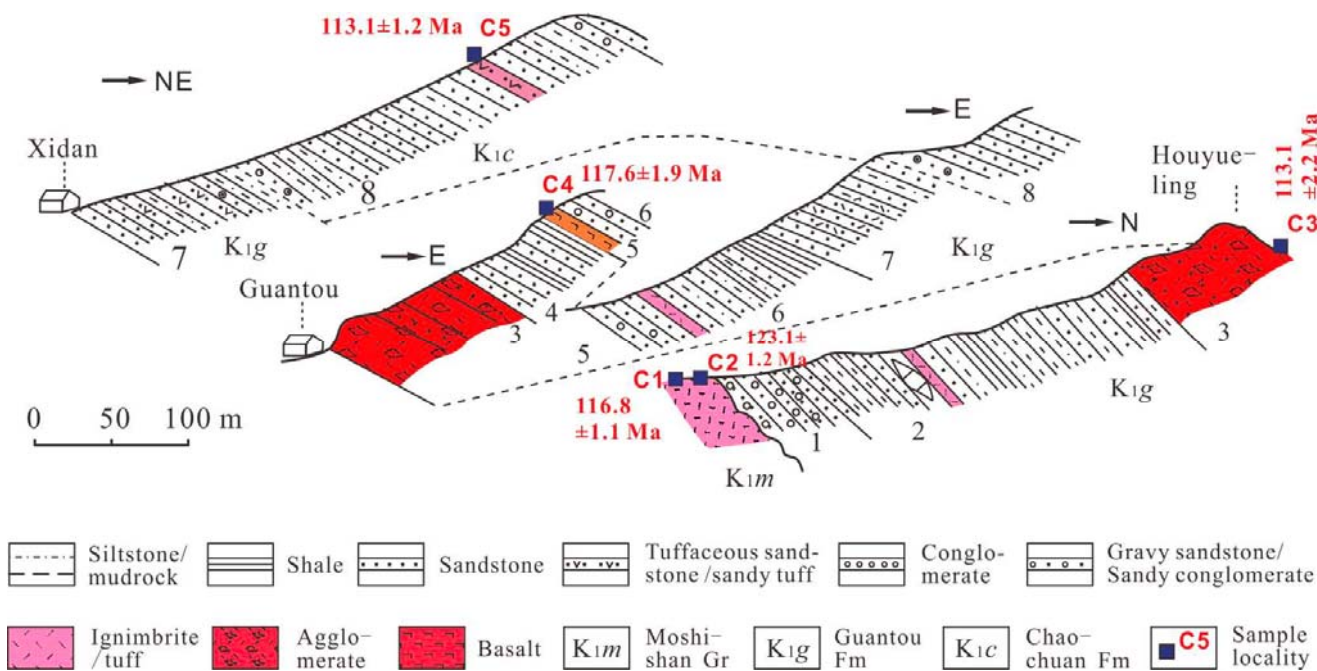 113.1±1.2 Ma C5
NE
E
Xidan
K1c
8
C4 117.6±1.9 Ma
Houyue-
ling
113.1
±2.2 Ma
C3
8
6
N
7
K1g
E
5
7
K1g
Guantou
4
3
6
3
5
123.1±
1.2 Ma
C1 C2
K1g
0 50 100 m
116.8
±1.1 Ma
1
2
K1m
Siltstone/
mudrock
Shale
Sandstone
Tuffaceous sand-
stone/sandy tuff
Conglo-
merate
Gravy sandstone/
Sandy conglomerate
Ignimbrite
/tuff
Agglo-
merate
Basalt
K1m
Moshi-
shan Gr
K1g
Guantou
Fm
K1c
Chao-
chuan Fm
C5
Sample
locality